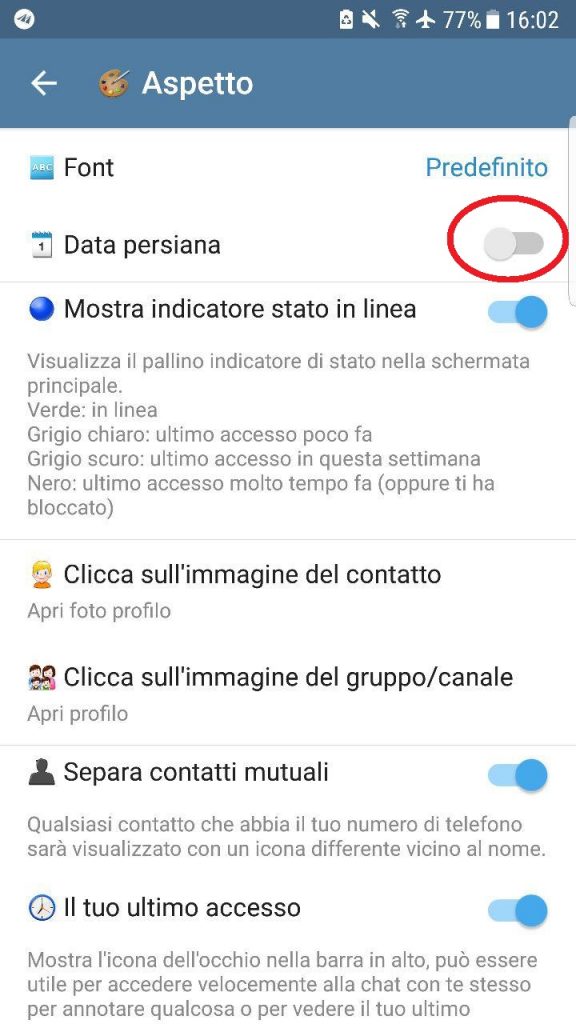 77% 16:02
Aspetto
ABC Font Predefinito
1 Data persiana
Mostra indicatore stato in linea
Visualizza il pallino indicatore di stato nella schermata
principale.
Verde: in linea
Grigio chiaro: ultimo accesso poco fa
Grigio scuro: ultimo accesso in questa settimana
Nero: ultimo accesso molto tempo fa (oppure ti ha
bloccato)
Clicca sull'immagine del contatto
Apri foto profilo
Clicca sull'immagine del gruppo/canale
Apri profilo
Separa contatti mutuali
Qualsiasi contatto che abbia il tuo numero di telefono
sarà visualizzato con un icona differente vicino al nome.
Il tuo ultimo accesso
Mostra l'icona dell'occhio nella barra in alto, può essere
utile per accedere velocemente alla chat con te stesso
per annotare qualcosa o per vedere il tuo ultimo